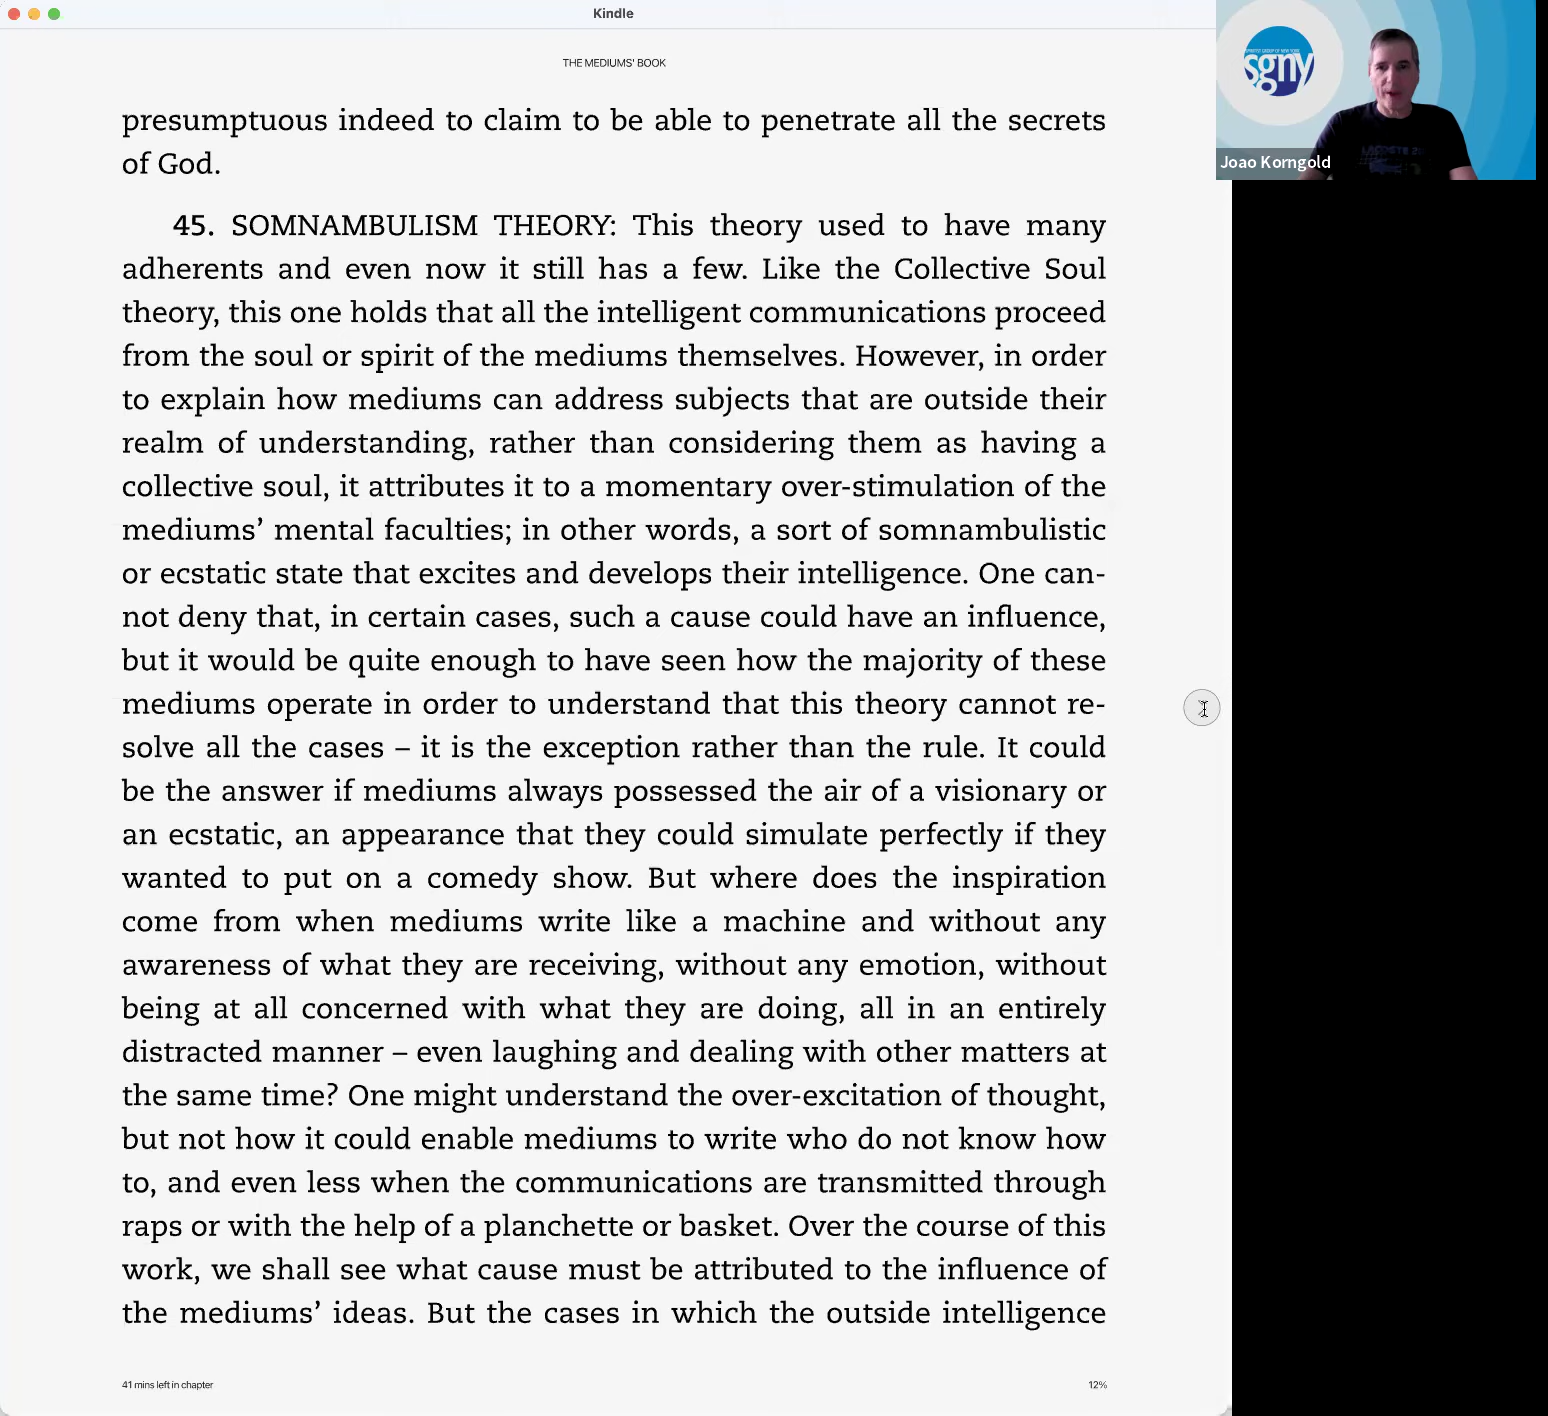 Kindle
THE MEDIUMS' BOOK
presumptuous indeed to claim to be able to penetrate all the secrets
of God.
45. SOMNAMBULISM THEORY: This theory used to have many
adherents and even now it still has a few. Like the Collective Soul
theory, this one holds that all the intelligent communications proceed
from the soul or spirit of the mediums themselves. However, in order
to explain how mediums can address subjects that are outside their
realm of understanding, rather than considering them as having a
collective soul, it attributes it to a momentary over-stimulation of the
mediums’ mental faculties; in other words, a sort of somnambulistic
or ecstatic state that excites and develops their intelligence. One can-
not deny that, in certain cases, such a cause could have an influence,
but it would be quite enough to have seen how the majority of these
mediums operate in order to understand that this theory cannot re-
solve all the cases – it is the exception rather than the rule. It could
be the answer if mediums always possessed the air of a visionary or
an ecstatic, an appearance that they could simulate perfectly if they
wanted to put on a comedy show. But where does the inspiration
come from when mediums write like a machine and without any
awareness of what they are receiving, without any emotion, without
being at all concerned with what they are doing, all in an entirely
distracted manner – even laughing and dealing with other matters at
the same time? One might understand the over-excitation of thought,
but not how it could enable mediums to write who do not know how
to, and even less when the communications are transmitted through
raps or with the help of a planchette or basket. Over the course of this
work, we shall see what cause must be attributed to the influence of
the mediums’ ideas. But the cases in which the outside intelligence
41 mins left in chapter
12%
sgny
Joao Korngold